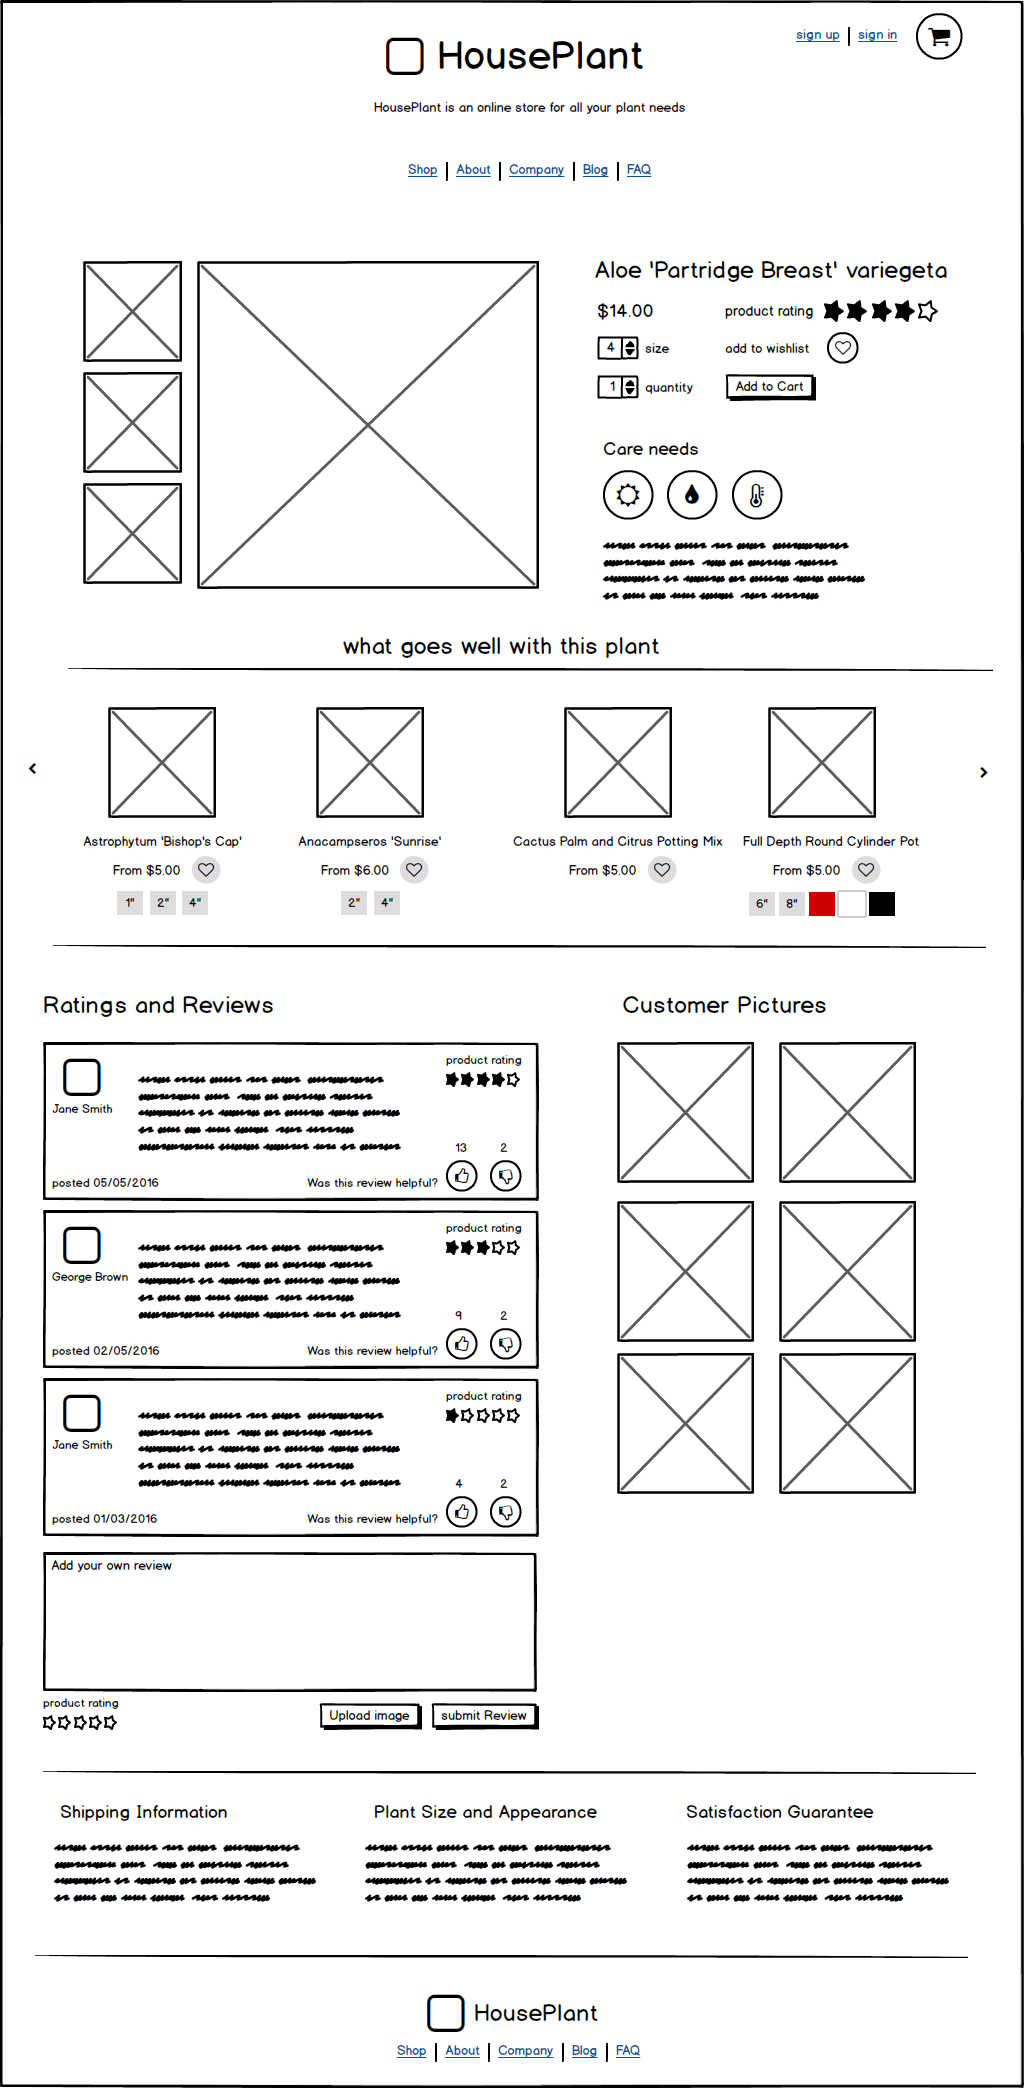 sign up | sign in
HousePlant
HousePlant is an online store for all your plant needs
Shop | About | Company | Blog | FAQ
Aloe 'Partridge Breast' variegeta
$14.00 product rating
4 size add to wishlist
1 quantity Add to Cart
Care needs
what goes well with this plant
Astrophytum 'Bishop's Cap'
From $5.00
1" 2" 4"
Anacampseros 'Sunrise'
From $6.00
2" 4"
Cactus Palm and Citrus Potting Mix
From $5.00
Full Depth Round Cylinder Pot
From $5.00
6" 8"
Ratings and Reviews
product rating
Jane Smith
13 2
posted 05/05/2016 Was this review helpful?
product rating
George Brown
9 2
posted 02/05/2016 Was this review helpful?
product rating
Jane Smith
4 2
posted 01/03/2016 Was this review helpful?
Add your own review
product rating
Upload image submit Review
Customer Pictures
Shipping Information
Plant Size and Appearance
Satisfaction Guarantee
HousePlant
Shop | About | Company | Blog | FAQ